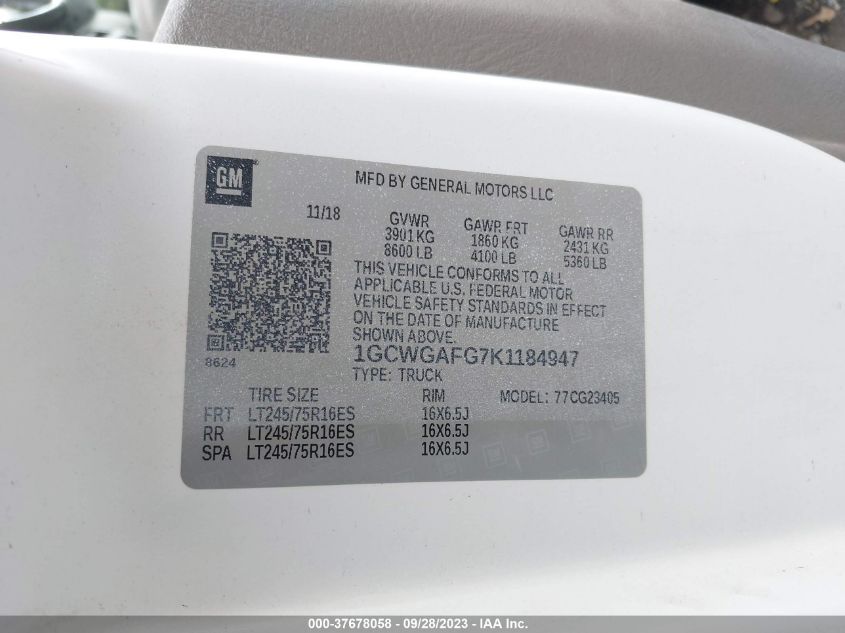 GM
MFD BY GENERAL MOTORS LLC
11/18
GVWR GAWR FRT GAWR RR
3901 KG 1860 KG 2431 KG
8600 LB 4100 LB 5360 LB
THIS VEHICLE CONFORMS TO ALL
APPLICABLE U.S. FEDERAL MOTOR
VEHICLE SAFETY STANDARDS IN EFFECT
ON THE DATE OF MANUFACTURE
SHOWN ABOVE.
8624
1GCWGAFG7K1184947
TYPE: TRUCK
TIRE SIZE RIM MODEL: 77CG23405
FRT LT245/75R16ES 16X6.5J
RR LT245/75R16ES 16X6.5J
SPA LT245/75R16ES 16X6.5J
000-37678058 - 09/28/2023 - IAA Inc.